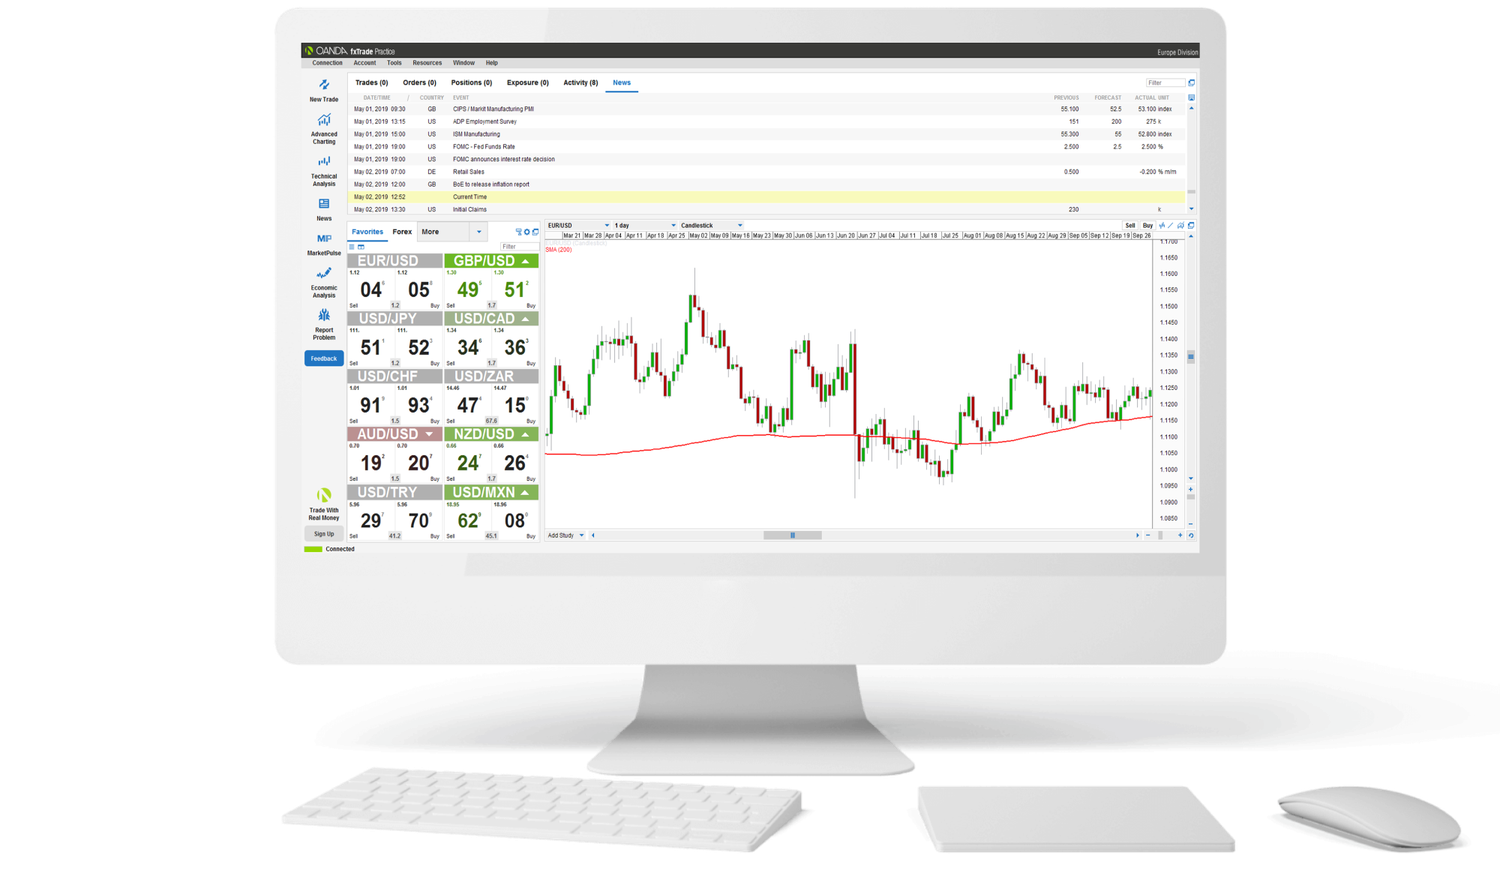 OANDA fxTrade Practice
Europe Division
Connection Account Tools Resources Window Help
New Trade
Advanced
Charting
Technical
Analysis
News
MP
MarketPulse
Economic
Analysis
Report
Problem
Feedback
Trade With
Real Money
Sign Up
Connected
Trades (0) Orders (0) Positions (0) Exposure (0) Activity (8) News
Filter
DATE/TIME / COUNTRY EVENT PREVIOUS FORECAST ACTUAL UNIT
May 01, 2019 09:30 GB CIPS / Markit Manufacturing PMI 55.100 52.5 53.100 index
May 01, 2019 13:15 US ADP Employment Survey 151 200 275 k
May 01, 2019 15:00 US ISM Manufacturing 55.300 55 52.800 index
May 01, 2019 19:00 US FOMC - Fed Funds Rate 2.500 2.5 2.500 %
May 01, 2019 19:00 US FOMC announces interest rate decision
May 02, 2019 07:00 DE Retail Sales 0.500 -0.200 % m/m
May 02, 2019 12:00 GB BoE to release inflation report
May 02, 2019 12:52 Current Time
May 02, 2019 13:30 US Initial Claims 230 k
Favorites Forex More
Filter
EUR/USD GBP/USD
1.12 1.12 1.30 1.30
04 05 49 51
Sell 1.2 Buy Sell 1.7 Buy
USD/JPY USD/CAD
111. 111. 1.34 1.34
51 52 34 36
Sell 1.2 Buy Sell 1.7 Buy
USD/CHF USD/ZAR
1.01 1.01 14.46 14.47
91 93 47 15
Sell 1.5 Buy Sell 67.6 Buy
AUD/USD NZD/USD
0.70 0.70 0.66 0.66
19 20 24 26
Sell 1.5 Buy Sell 1.7 Buy
USD/TRY USD/MXN
5.96 5.96 18.95 18.96
29 70 62 08
Sell 41.2 Buy Sell 45.1 Buy
EUR/USD 1 day Candlestick Sell Buy
Mar 21 Mar 28 Apr 04 Apr 11 Apr 18 Apr 25 May 02 May 09 May 16 May 23 May 30 Jun 06 Jun 13 Jun 20 Jun 27 Jul 04 Jul 11 Jul 18 Jul 25 Aug 01 Aug 08 Aug 15 Aug 22 Aug 29 Sep 05 Sep 12 Sep 19 Sep 26
SMA (200)
1.1700
1.1650
1.1600
1.1550
1.1500
1.1450
1.1400
1.1350
1.1300
1.1250
1.1200
1.1150
1.1100
1.1050
1.1000
1.0950
1.0900
1.0850
Add Study